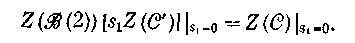 Z(ℬ(2)) [s₁Z(𝒞′)]|ₛ₁₌₀ = Z(𝒞)|ₛ₁₌₀.